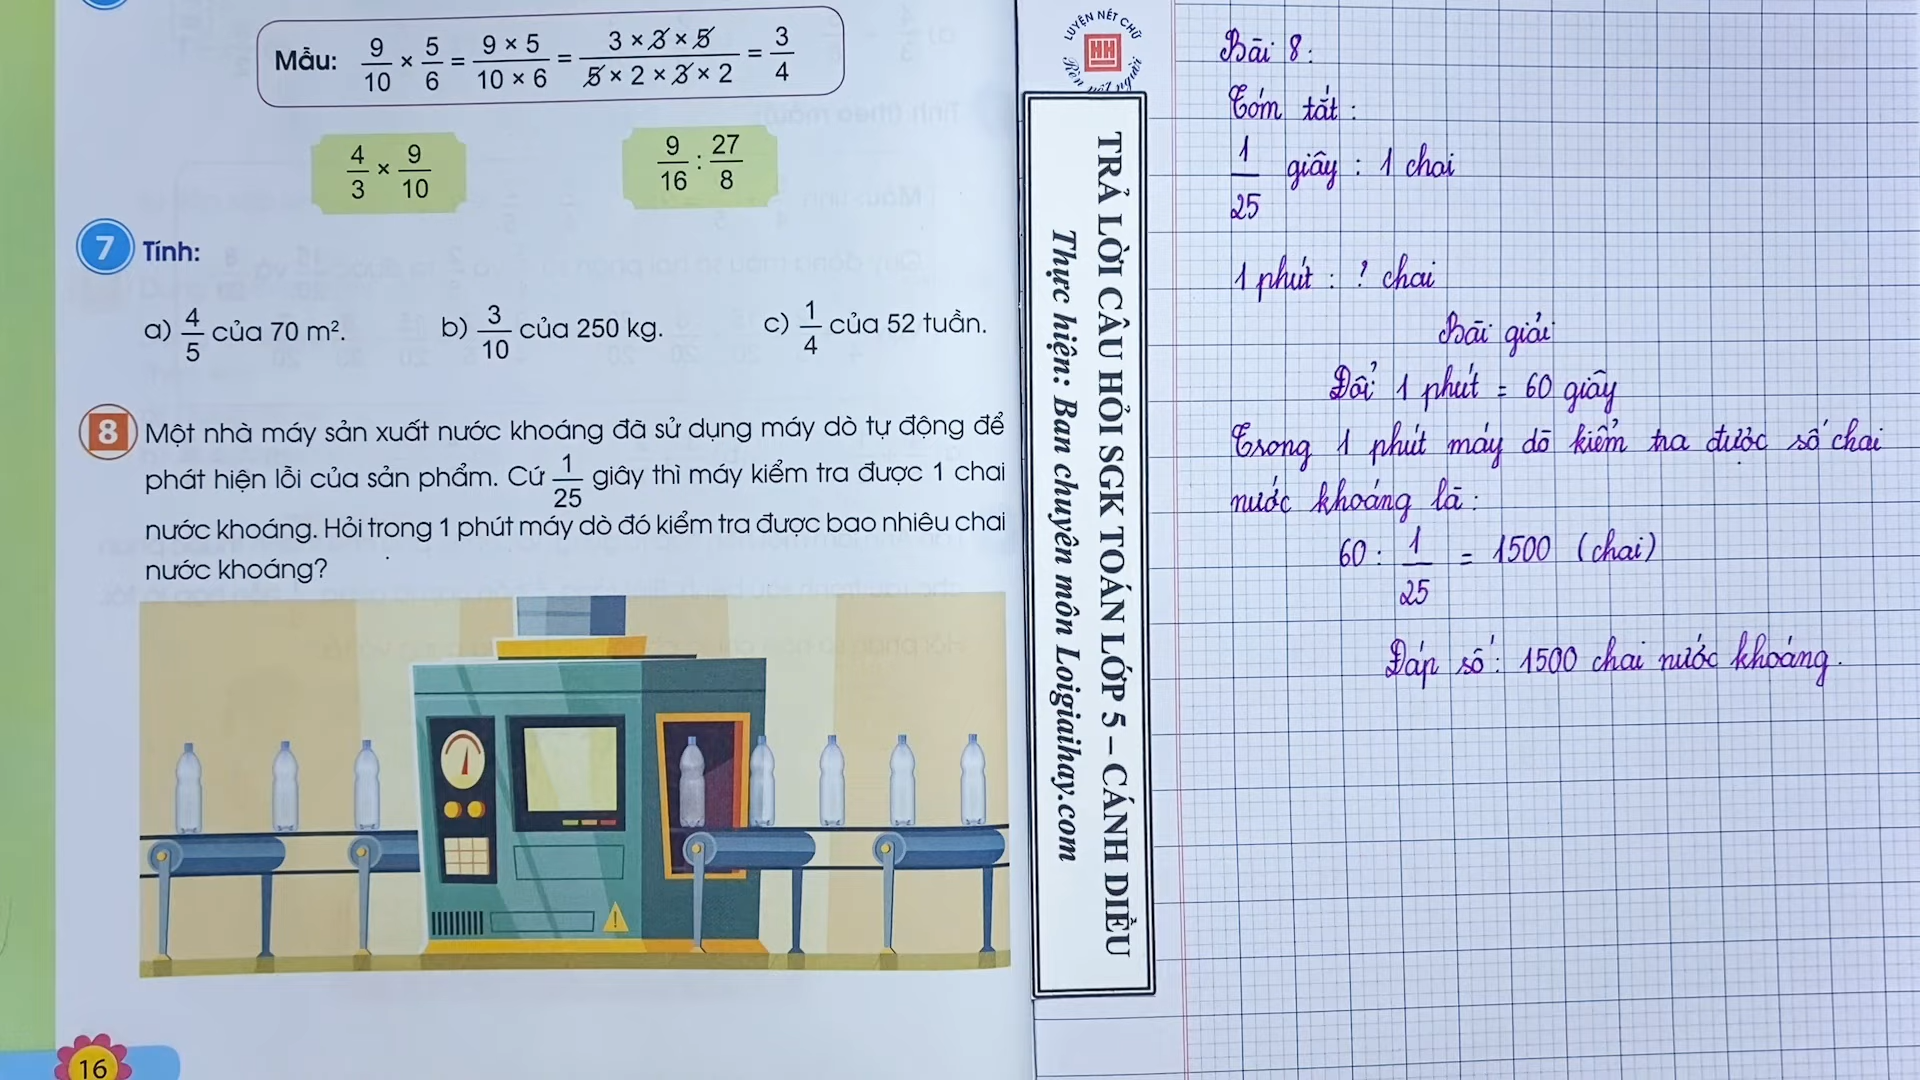 Mẫu: 9/10 × 5/6 = 9 × 5/10 × 6 = 3 × 3 × 5/5 × 2 × 3 × 2 = 3/4
4/3 × 9/10
9/16 : 27/8
7 Tính:
a) 4/5 của 70 m².
b) 3/10 của 250 kg.
c) 1/4 của 52 tuần.
8 Một nhà máy sản xuất nước khoáng đã sử dụng máy dò tự động để
phát hiện lỗi của sản phẩm. Cứ 1/25 giây thì máy kiểm tra được 1 chai
nước khoáng. Hỏi trong 1 phút máy dò đó kiểm tra được bao nhiêu chai
nước khoáng?
16
LUYỆN NÉT CHỮ
HH
Rèn nết người
TRẢ LỜI CÂU HỎI SGK TOÁN LỚP 5 – CÁNH DIỀU
Thực hiện: Ban chuyên môn Loigiaihay.com
Bài 8:
Tóm tắt:
1/25 giây : 1 chai
1 phút : ? chai
Bài giải
Đổi 1 phút = 60 giây
Trong 1 phút máy dò kiểm tra được số chai
nước khoáng là:
60 : 1/25 = 1500 (chai)
Đáp số: 1500 chai nước khoáng.